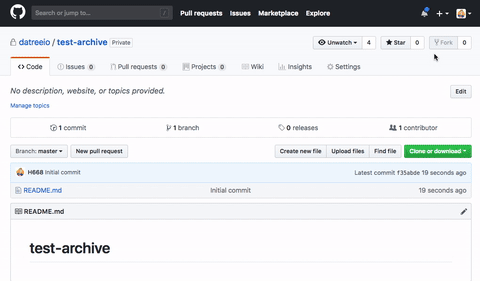 Search or jump to...
/
Pull requests Issues Marketplace Explore
datreeio / test-archive Private
Unwatch 4 Star 0 Fork 0
Code Issues 0 Pull requests 0 Projects 0 Wiki Insights Settings
No description, website, or topics provided. Edit
Manage topics
1 commit 1 branch 0 releases 1 contributor
Branch: master New pull request Create new file Upload files Find file Clone or download
H668 Initial commit Latest commit f35abde 19 seconds ago
README.md Initial commit 19 seconds ago
README.md
test-archive